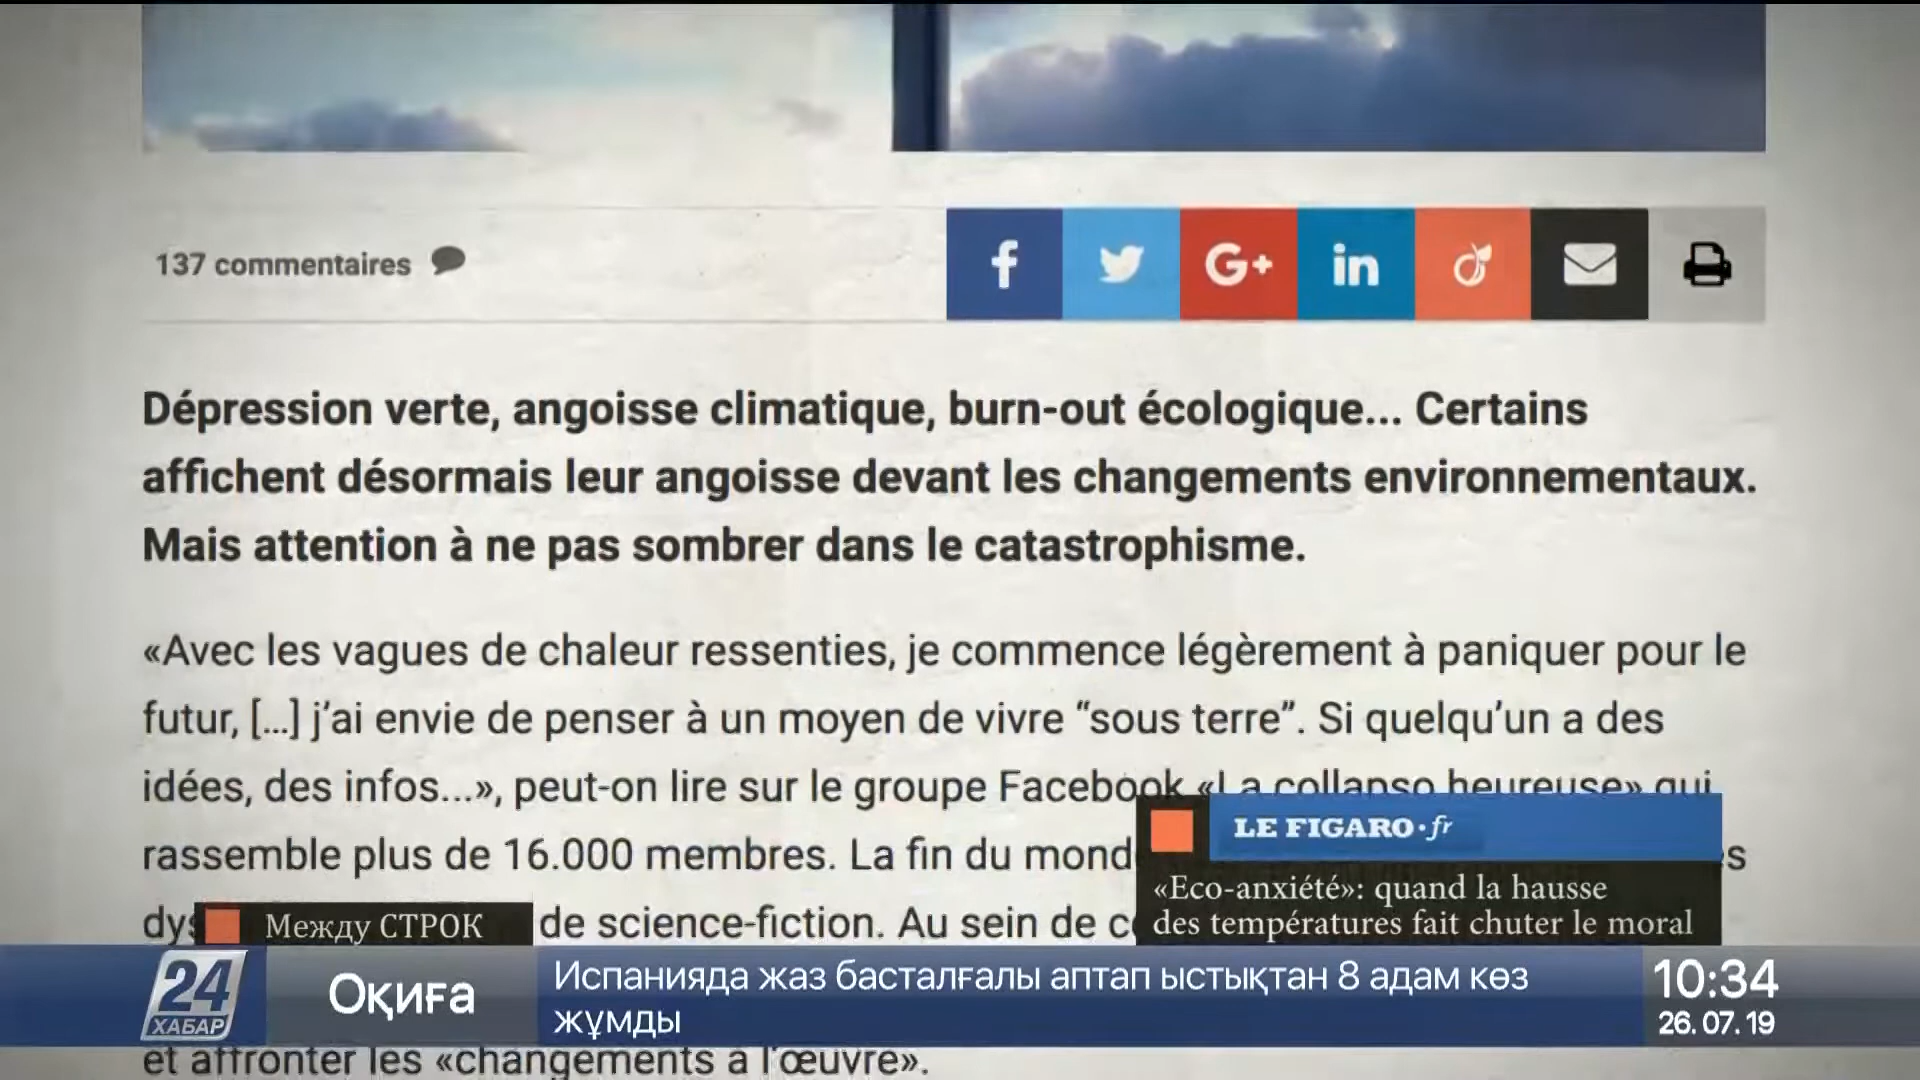 137 commentaires
Dépression verte, angoisse climatique, burn-out écologique... Certains
affichent désormais leur angoisse devant les changements environnementaux.
Mais attention à ne pas sombrer dans le catastrophisme.
«Avec les vagues de chaleur ressenties, je commence légèrement à paniquer pour le
futur, [...] j'ai envie de penser à un moyen de vivre “sous terre”. Si quelqu'un a des
idées, des infos...», peut-on lire sur le groupe Facebook «La collapso heureuse» qui
rassemble plus de 16.000 membres. La fin du
de science-fiction. Au sein de
LE FIGARO·fr
«Eco-anxiété»: quand la hausse
des températures fait chuter le moral
Между СТРОК
24
ХАБАР
Оқиға
Испанияда жаз басталғалы аптап ыстықтан 8 адам көз
жұмды
10:34
26.07.19
et affronter les «changements à l'œuvre».